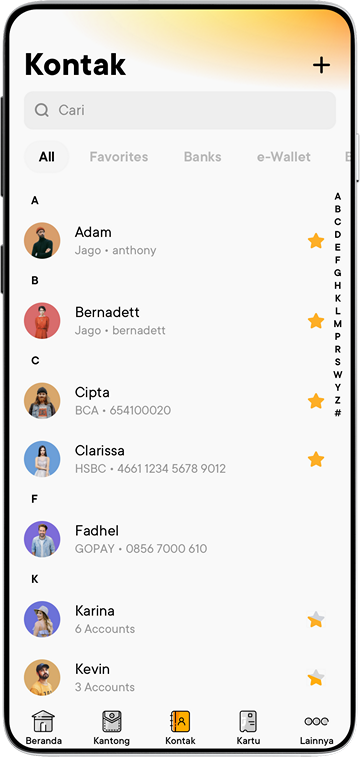 Kontak
+
Cari
All Favorites Banks e-Wallet
A
Adam
Jago • anthony
B
Bernadett
Jago • bernadett
C
Cipta
BCA • 654100020
Clarissa
HSBC • 4661 1234 5678 9012
F
Fadhel
GOPAY • 0856 7000 610
K
Karina
6 Accounts
Kevin
3 Accounts
A
B
C
D
E
F
G
H
K
L
M
P
R
S
W
Y
Z
#
Beranda Kantong Kontak Kartu Lainnya